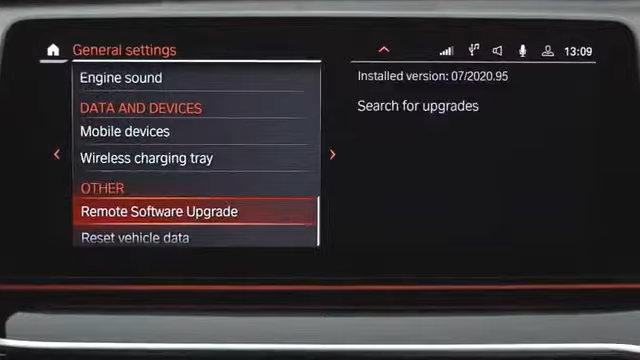 General settings
13:09
Engine sound
DATA AND DEVICES
Mobile devices
Wireless charging tray
OTHER
Remote Software Upgrade
Reset vehicle data
Installed version: 07/2020.95
Search for upgrades